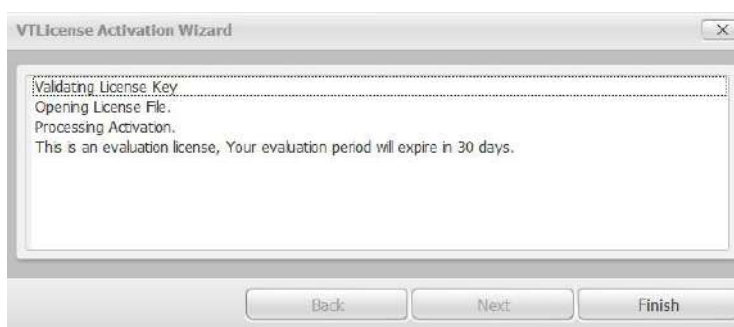 VTLicense Activation Wizard
Validating License Key
Opening License File.
Processing Activation.
This is an evaluation license, Your evaluation period will expire in 30 days.
Back Next Finish